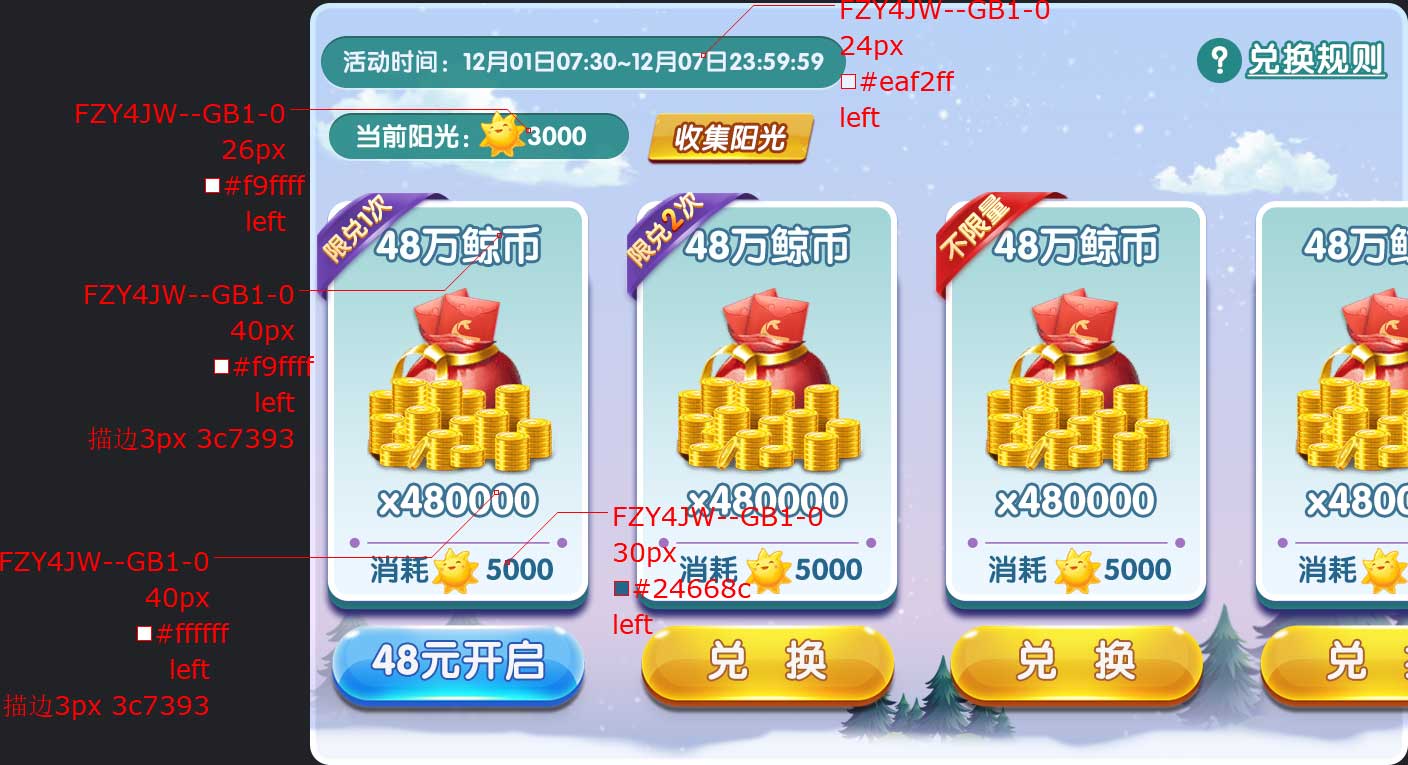 FZY4JW--GB1-0
24px
#eaf2ff
left
活动时间：12月01日07:30~12月07日23:59:59
?
兑换规则
FZY4JW--GB1-0
26px
#f9ffff
left
当前阳光：3000
收集阳光
限兑1次
48万鲸币
限兑2次
48万鲸币
不限量
48万鲸币
48万
FZY4JW--GB1-0
40px
#f9ffff
left
描边3px 3c7393
x480000
x480000
x480000
x480
FZY4JW--GB1-0
30px
#24668c
left
消耗 5000
消耗 5000
消耗 5000
消耗
FZY4JW--GB1-0
40px
#ffffff
left
描边3px 3c7393
48元开启
兑 换
兑 换
兑